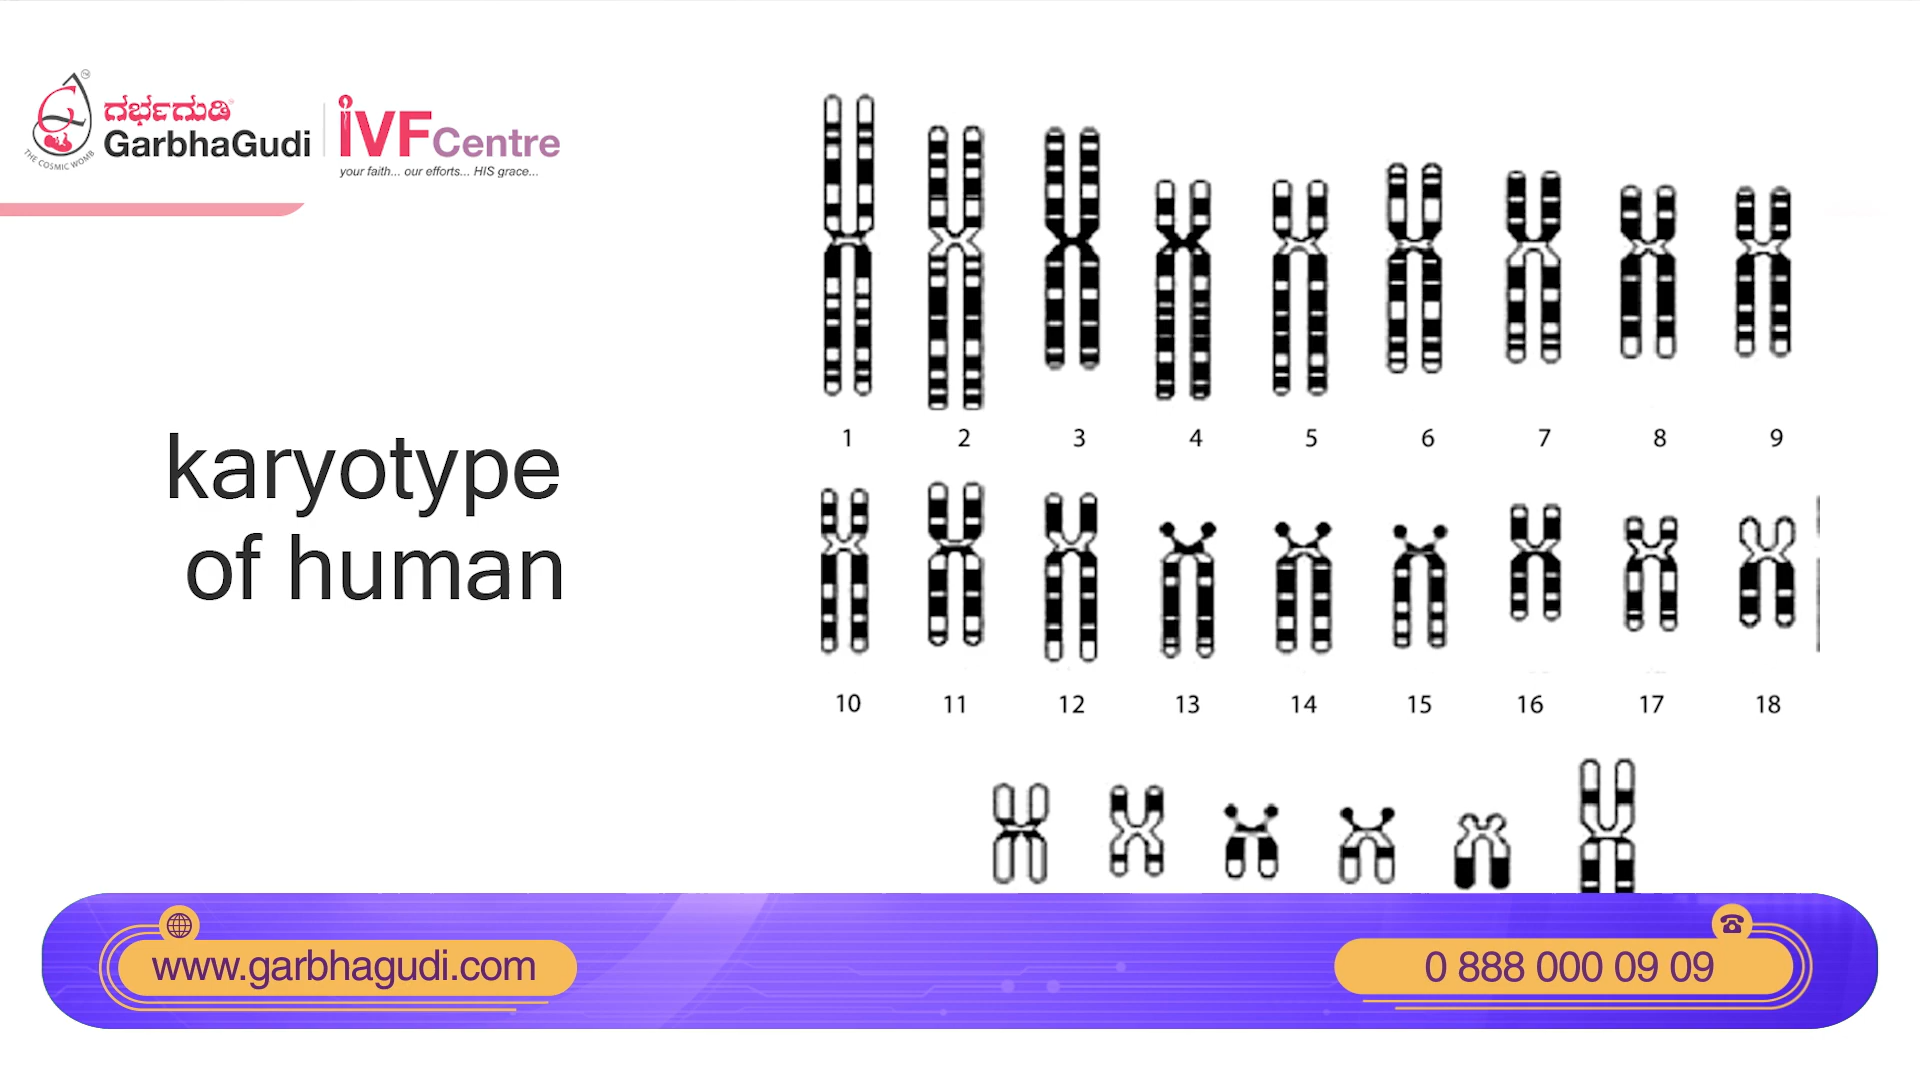 THE COSMIC WOMB
ಗರ್ಭಗುಡಿ
GarbhaGudi
iVF Centre
your faith... our efforts... HIS grace...
karyotype
of human
1 2 3 4 5 6 7 8 9
10 11 12 13 14 15 16 17 18
www.garbhagudi.com
0 888 000 09 09